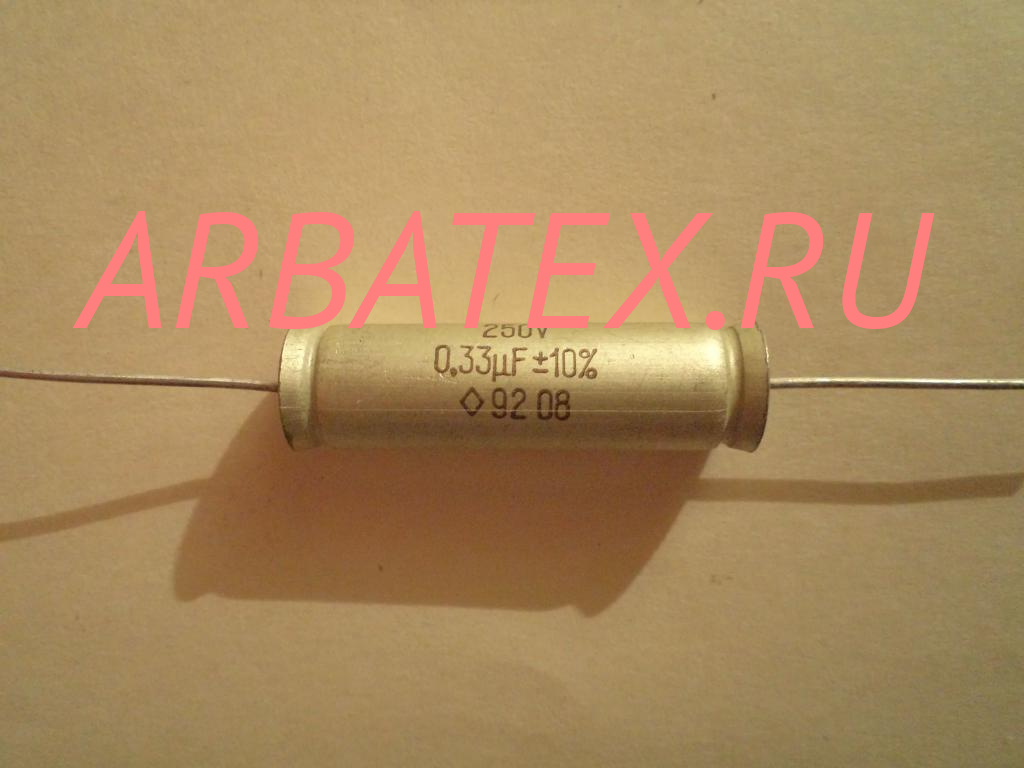 ARBATEX.RU
250V
0,33µF ±10%
◇ 92 08